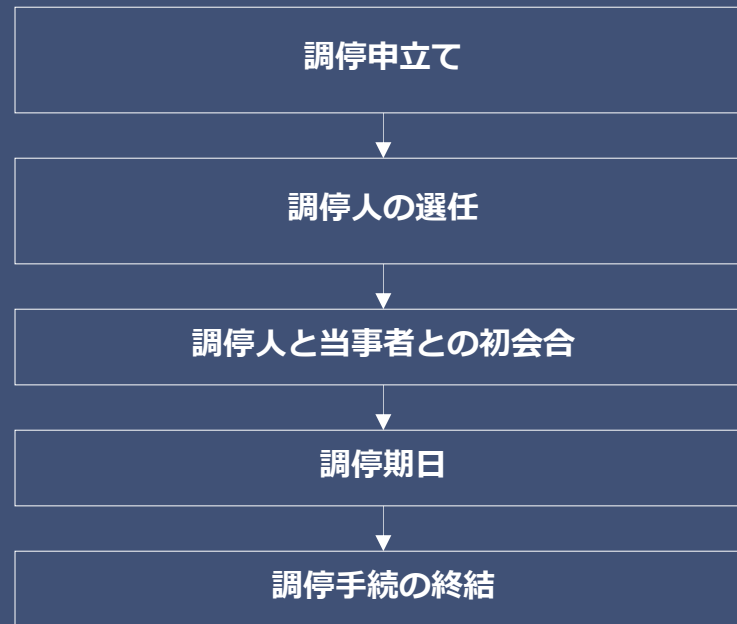 調停申立て
調停人の選任
調停人と当事者との初会合
調停期日
調停手続の終結